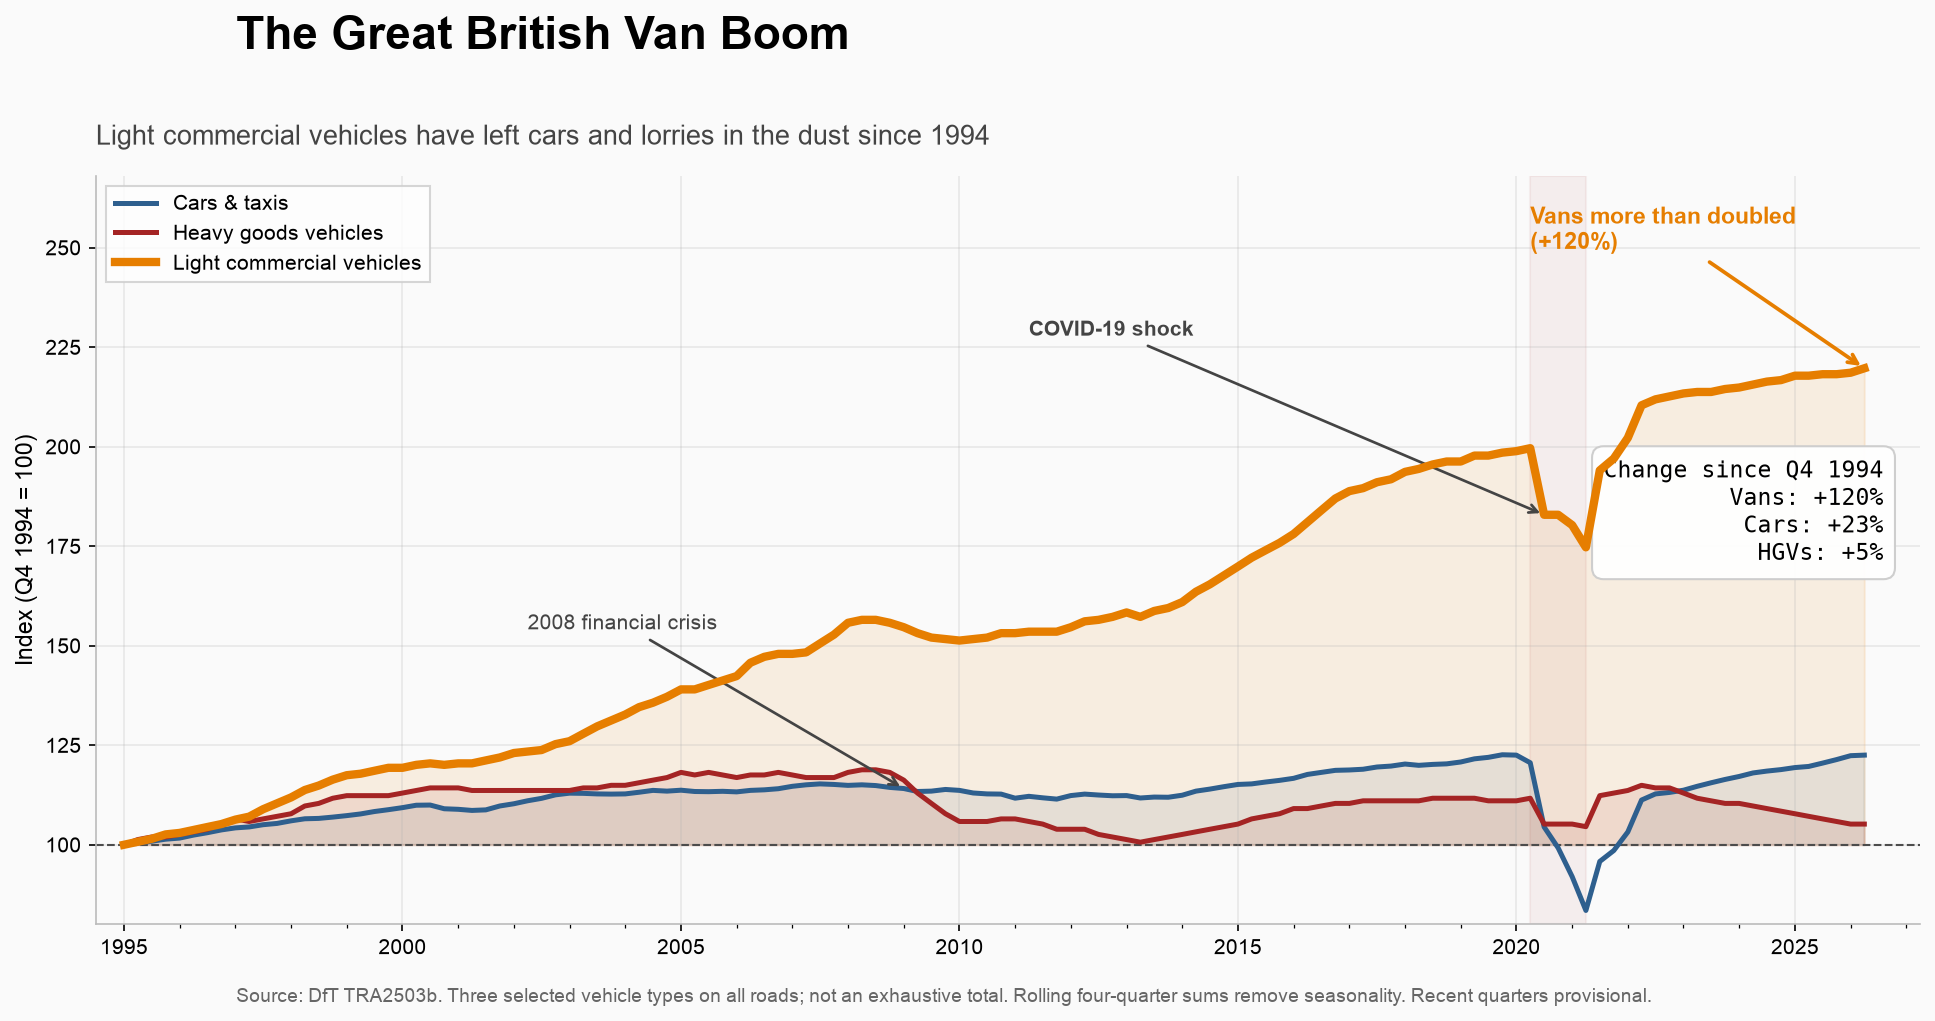 The Great British Van Boom
Light commercial vehicles have left cars and lorries in the dust since 1994
Cars & taxis
Heavy goods vehicles
Light commercial vehicles
Vans more than doubled
(+120%)
COVID-19 shock
2008 financial crisis
Change since Q4 1994
Vans: +120%
Cars: +23%
HGVs: +5%
Index (Q4 1994 = 100)
250
225
200
175
150
125
100
1995 2000 2005 2010 2015 2020 2025
Source: DfT TRA2503b. Three selected vehicle types on all roads; not an exhaustive total. Rolling four-quarter sums remove seasonality. Recent quarters provisional.